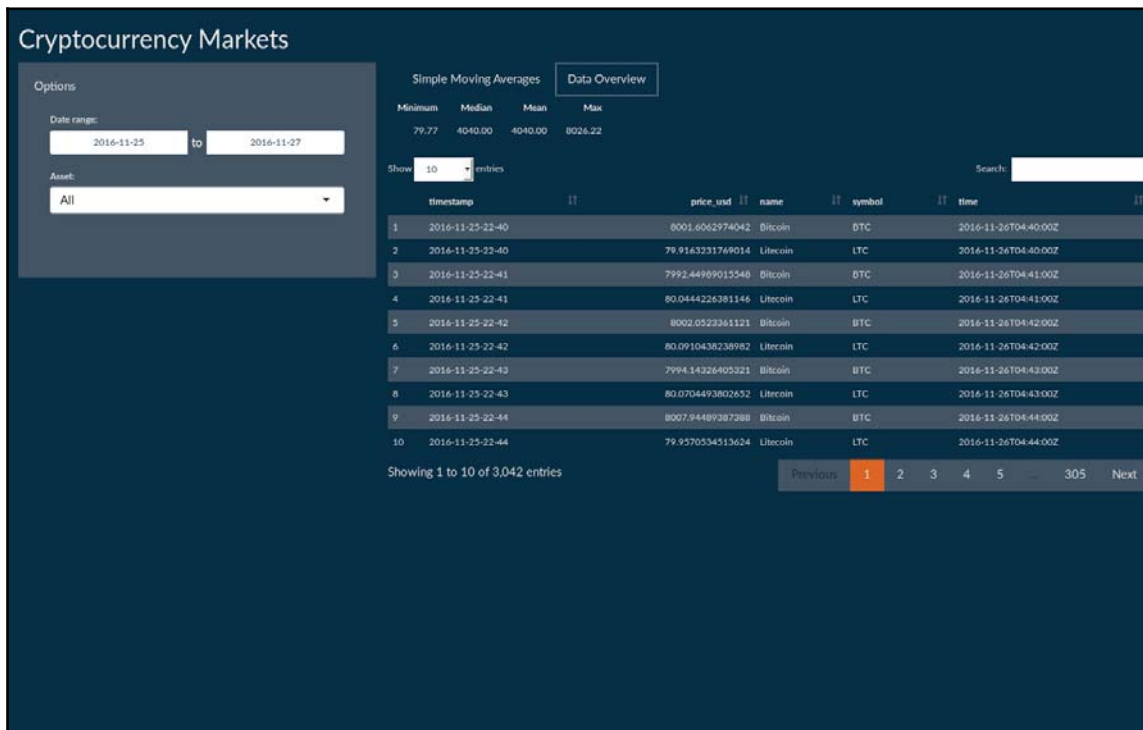 Cryptocurrency Markets
Options
Date range:
2016-11-25 to 2016-11-27
Asset:
All
Simple Moving Averages Data Overview
Minimum Median Mean Max
79.77 4040.00 4040.00 8026.22
Show 10 entries Search:
timestamp price_usd name symbol time
1 2016-11-25-22-40 8001.6062974042 Bitcoin BTC 2016-11-26T04:40:00Z
2 2016-11-25-22-40 79.9163231769014 Litecoin LTC 2016-11-26T04:40:00Z
3 2016-11-25-22-41 7992.44989015548 Bitcoin BTC 2016-11-26T04:41:00Z
4 2016-11-25-22-41 80.0444226381146 Litecoin LTC 2016-11-26T04:41:00Z
5 2016-11-25-22-42 8002.0523361121 Bitcoin BTC 2016-11-26T04:42:00Z
6 2016-11-25-22-42 80.0910438238982 Litecoin LTC 2016-11-26T04:42:00Z
7 2016-11-25-22-43 7994.14326405321 Bitcoin BTC 2016-11-26T04:43:00Z
8 2016-11-25-22-43 80.0704493802652 Litecoin LTC 2016-11-26T04:43:00Z
9 2016-11-25-22-44 8007.94489387388 Bitcoin BTC 2016-11-26T04:44:00Z
10 2016-11-25-22-44 79.9570534513624 Litecoin LTC 2016-11-26T04:44:00Z
Showing 1 to 10 of 3,042 entries Previous 1 2 3 4 5 … 305 Next